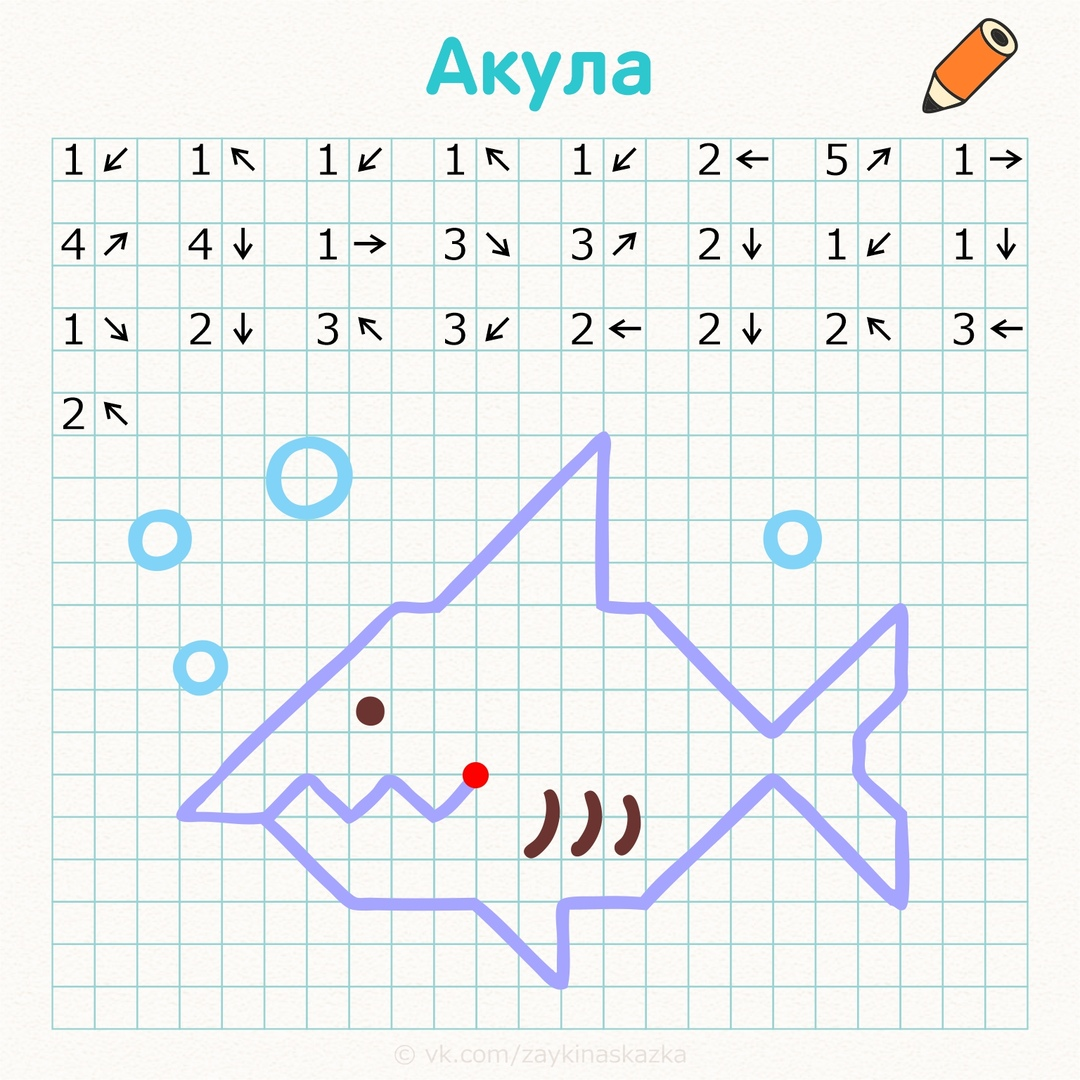 Акула
1 ↙ 1 ↖ 1 ↙ 1 ↖ 1 ↙ 2 ← 5 ↗ 1 →
4 ↗ 4 ↓ 1 → 3 ↘ 3 ↗ 2 ↓ 1 ↙ 1 ↓
1 ↘ 2 ↓ 3 ↖ 3 ↙ 2 ← 2 ↓ 2 ↖ 3 ←
2 ↖
© vk.com/zaykinaskazka